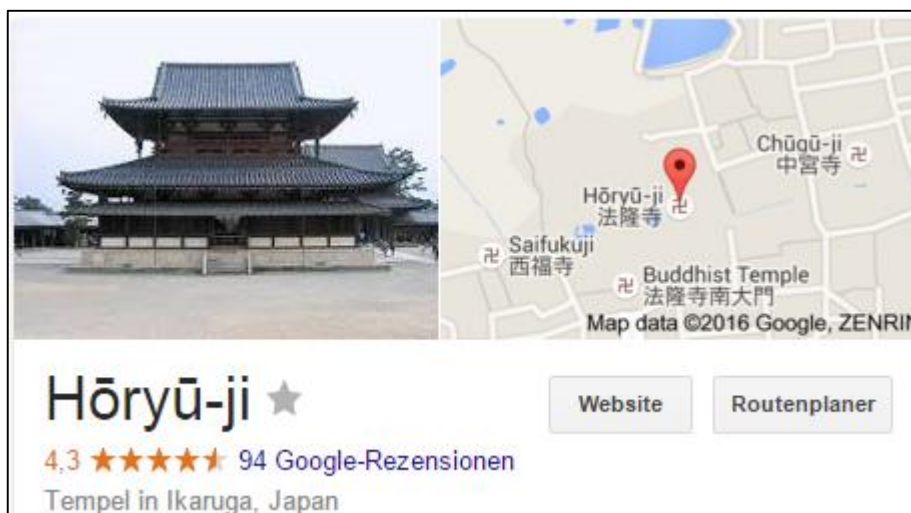 Chūgū-ji
中宮寺
Hōryū-ji
法隆寺
Saifukuji
西福寺
Buddhist Temple
法隆寺南大門
Map data ©2016 Google, ZENRIN
Hōryū-ji
Website
Routenplaner
4,3
94 Google-Rezensionen
Tempel in Ikaruga, Japan